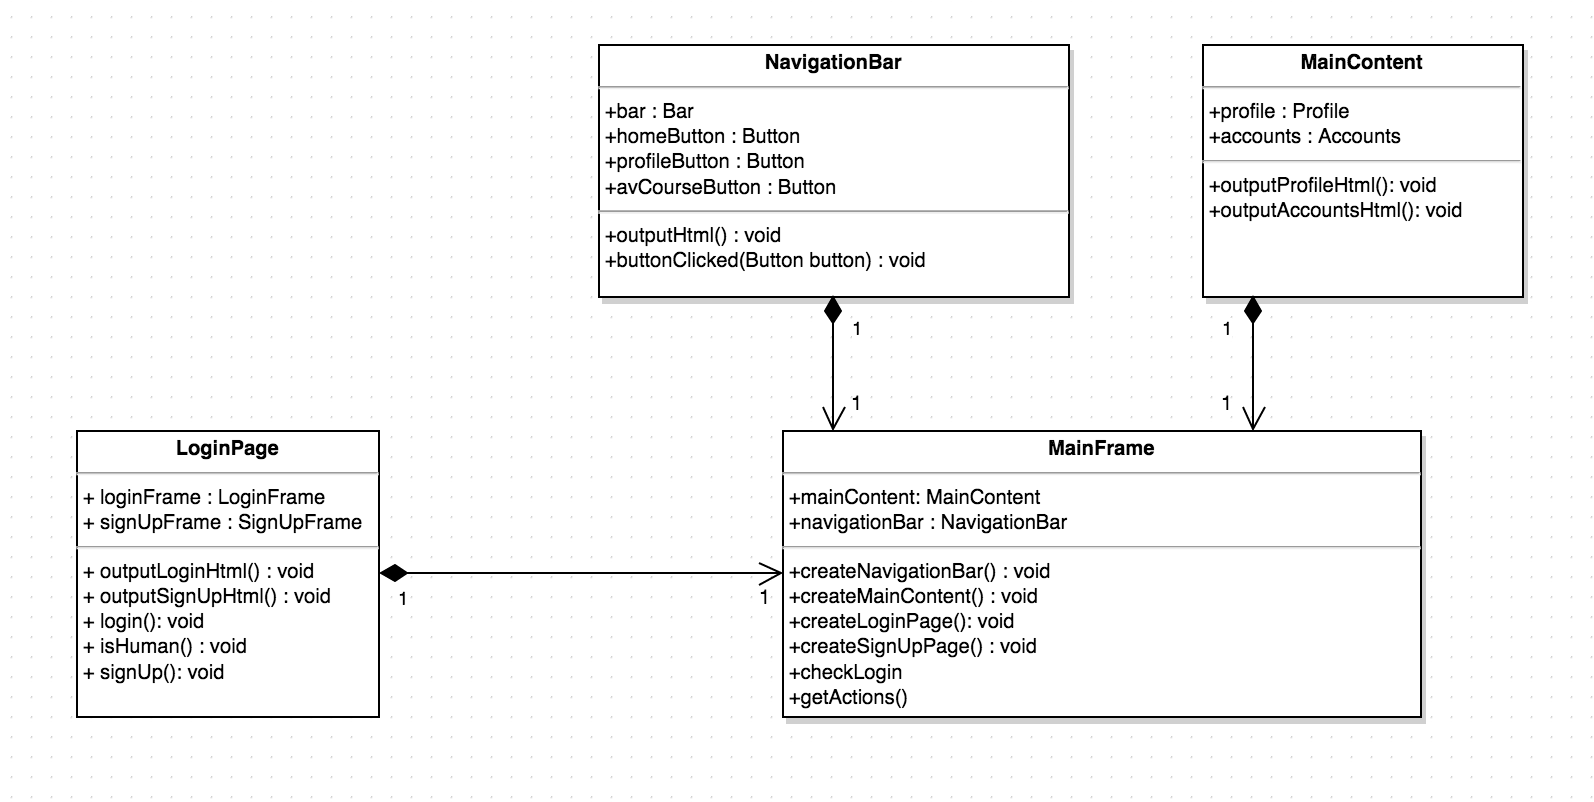 NavigationBar
+bar : Bar
+homeButton : Button
+profileButton : Button
+avCourseButton : Button
+outputHtml() : void
+buttonClicked(Button button) : void
MainContent
+profile : Profile
+accounts : Accounts
+outputProfileHtml(): void
+outputAccountsHtml(): void
1
1
1
1
LoginPage
+ loginFrame : LoginFrame
+ signUpFrame : SignUpFrame
+ outputLoginHtml() : void
+ outputSignUpHtml() : void
+ login(): void
+ isHuman() : void
+ signUp(): void
1
1
MainFrame
+mainContent: MainContent
+navigationBar : NavigationBar
+createNavigationBar() : void
+createMainContent() : void
+createLoginPage(): void
+createSignUpPage() : void
+checkLogin
+getActions()